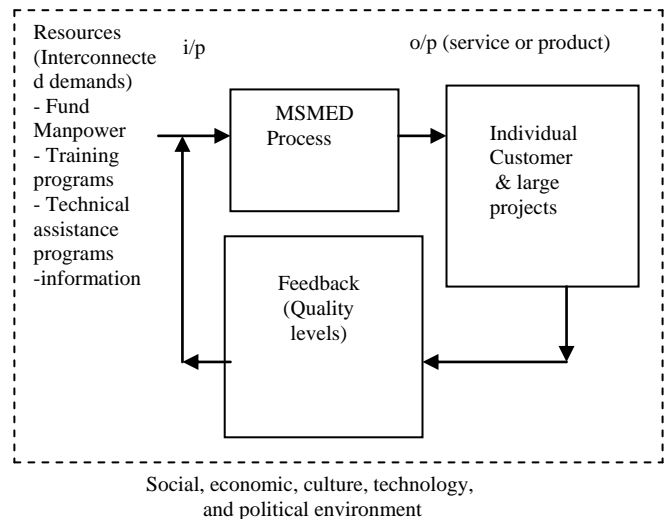 Resources
(Interconnecte
d demands)
- Fund
Manpower
- Training
programs
- Technical
assistance
programs
-information
i/p
o/p (service or product)
MSMED
Process
Individual
Customer
& large
projects
Feedback
(Quality
levels)
Social, economic, culture, technology,
and political environment